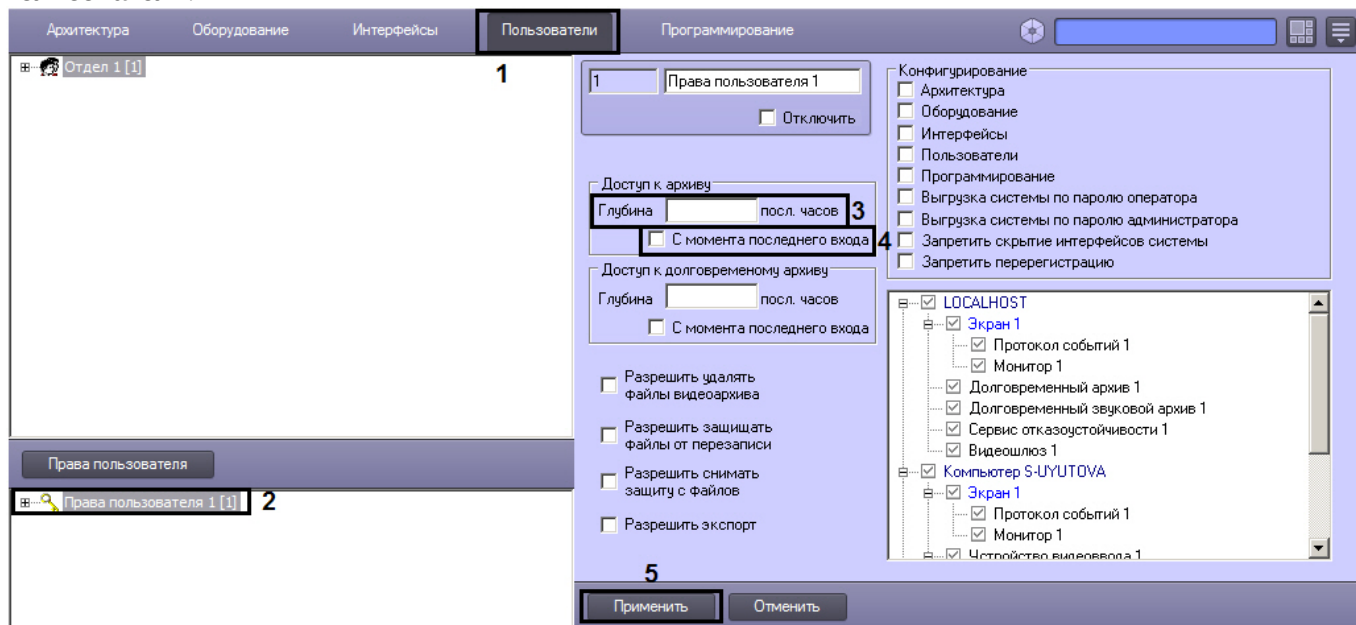 Архитектура Оборудование Интерфейсы Пользователи Программирование
1
Отдел 1 [1]
Права пользователя
Права пользователя 1 [1] 2
1 Права пользователя 1
Отключить
Доступ к архиву
Глубина посл. часов 3
С момента последнего входа 4
Доступ к долговременому архиву
Глубина посл. часов
С момента последнего входа
Разрешить удалять
файлы видеоархива
Разрешить защищать
файлы от перезаписи
Разрешить снимать
защиту с файлов
Разрешить экспорт
Конфигурирование
Архитектура
Оборудование
Интерфейсы
Пользователи
Программирование
Выгрузка системы по паролю оператора
Выгрузка системы по паролю администратора
Запретить скрытие интерфейсов системы
Запретить перерегистрацию
LOCALHOST
Экран 1
Протокол событий 1
Монитор 1
Долговременный архив 1
Долговременный звуковой архив 1
Сервис отказоустойчивости 1
Видеошлюз 1
Компьютер S-UYUTOVA
Экран 1
Протокол событий 1
Монитор 1
Устройство видеоввода 1
5
Применить Отменить